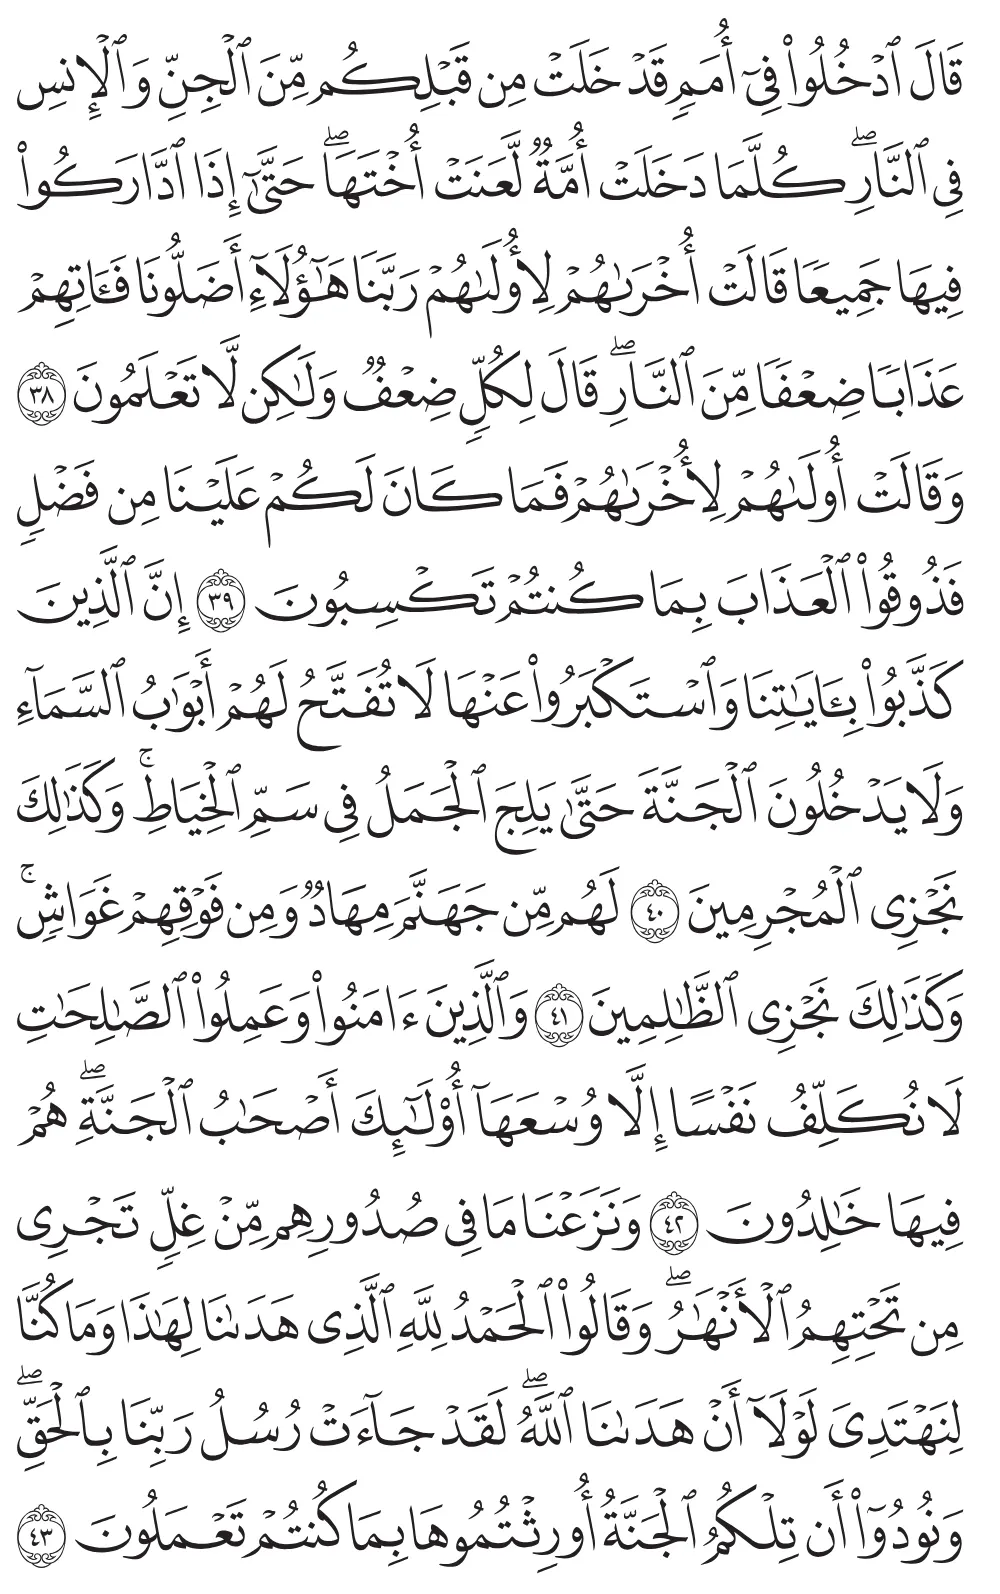 قَالَ ٱدۡخُلُواْ فِيٓ أُمَمٖ قَدۡ خَلَتۡ مِن قَبۡلِكُم مِّنَ ٱلۡجِنِّ وَٱلۡإِنسِ
فِي ٱلنَّارِۖ كُلَّمَا دَخَلَتۡ أُمَّةٞ لَّعَنَتۡ أُخۡتَهَاۖ حَتَّىٰٓ إِذَا ٱدَّارَكُواْ
فِيهَا جَمِيعٗا قَالَتۡ أُخۡرَىٰهُمۡ لِأُولَىٰهُمۡ رَبَّنَا هَٰٓؤُلَآءِ أَضَلُّونَا فَـَٔاتِهِمۡ
عَذَابٗا ضِعۡفٗا مِّنَ ٱلنَّارِۖ قَالَ لِكُلّٖ ضِعۡفٞ وَلَٰكِن لَّا تَعۡلَمُونَ ٣٨
وَقَالَتۡ أُولَىٰهُمۡ لِأُخۡرَىٰهُمۡ فَمَا كَانَ لَكُمۡ عَلَيۡنَا مِن فَضۡلٖ
فَذُوقُواْ ٱلۡعَذَابَ بِمَا كُنتُمۡ تَكۡسِبُونَ ٣٩ إِنَّ ٱلَّذِينَ
كَذَّبُواْ بِـَٔايَٰتِنَا وَٱسۡتَكۡبَرُواْ عَنۡهَا لَا تُفَتَّحُ لَهُمۡ أَبۡوَٰبُ ٱلسَّمَآءِ
وَلَا يَدۡخُلُونَ ٱلۡجَنَّةَ حَتَّىٰ يَلِجَ ٱلۡجَمَلُ فِي سَمِّ ٱلۡخِيَاطِۚ وَكَذَٰلِكَ
نَجۡزِي ٱلۡمُجۡرِمِينَ ٤٠ لَهُم مِّن جَهَنَّمَ مِهَادٞ وَمِن فَوۡقِهِمۡ غَوَاشٖۚ
وَكَذَٰلِكَ نَجۡزِي ٱلظَّٰلِمِينَ ٤١ وَٱلَّذِينَ ءَامَنُواْ وَعَمِلُواْ ٱلصَّٰلِحَٰتِ
لَا نُكَلِّفُ نَفۡسًا إِلَّا وُسۡعَهَآ أُوْلَٰٓئِكَ أَصۡحَٰبُ ٱلۡجَنَّةِۖ هُمۡ
فِيهَا خَٰلِدُونَ ٤٢ وَنَزَعۡنَا مَا فِي صُدُورِهِم مِّنۡ غِلّٖ تَجۡرِي
مِن تَحۡتِهِمُ ٱلۡأَنۡهَٰرُۖ وَقَالُواْ ٱلۡحَمۡدُ لِلَّهِ ٱلَّذِي هَدَىٰنَا لِهَٰذَا وَمَا كُنَّا
لِنَهۡتَدِيَ لَوۡلَآ أَنۡ هَدَىٰنَا ٱللَّهُۖ لَقَدۡ جَآءَتۡ رُسُلُ رَبِّنَا بِٱلۡحَقِّۖ
وَنُودُوٓاْ أَن تِلۡكُمُ ٱلۡجَنَّةُ أُورِثۡتُمُوهَا بِمَا كُنتُمۡ تَعۡمَلُونَ ٤٣